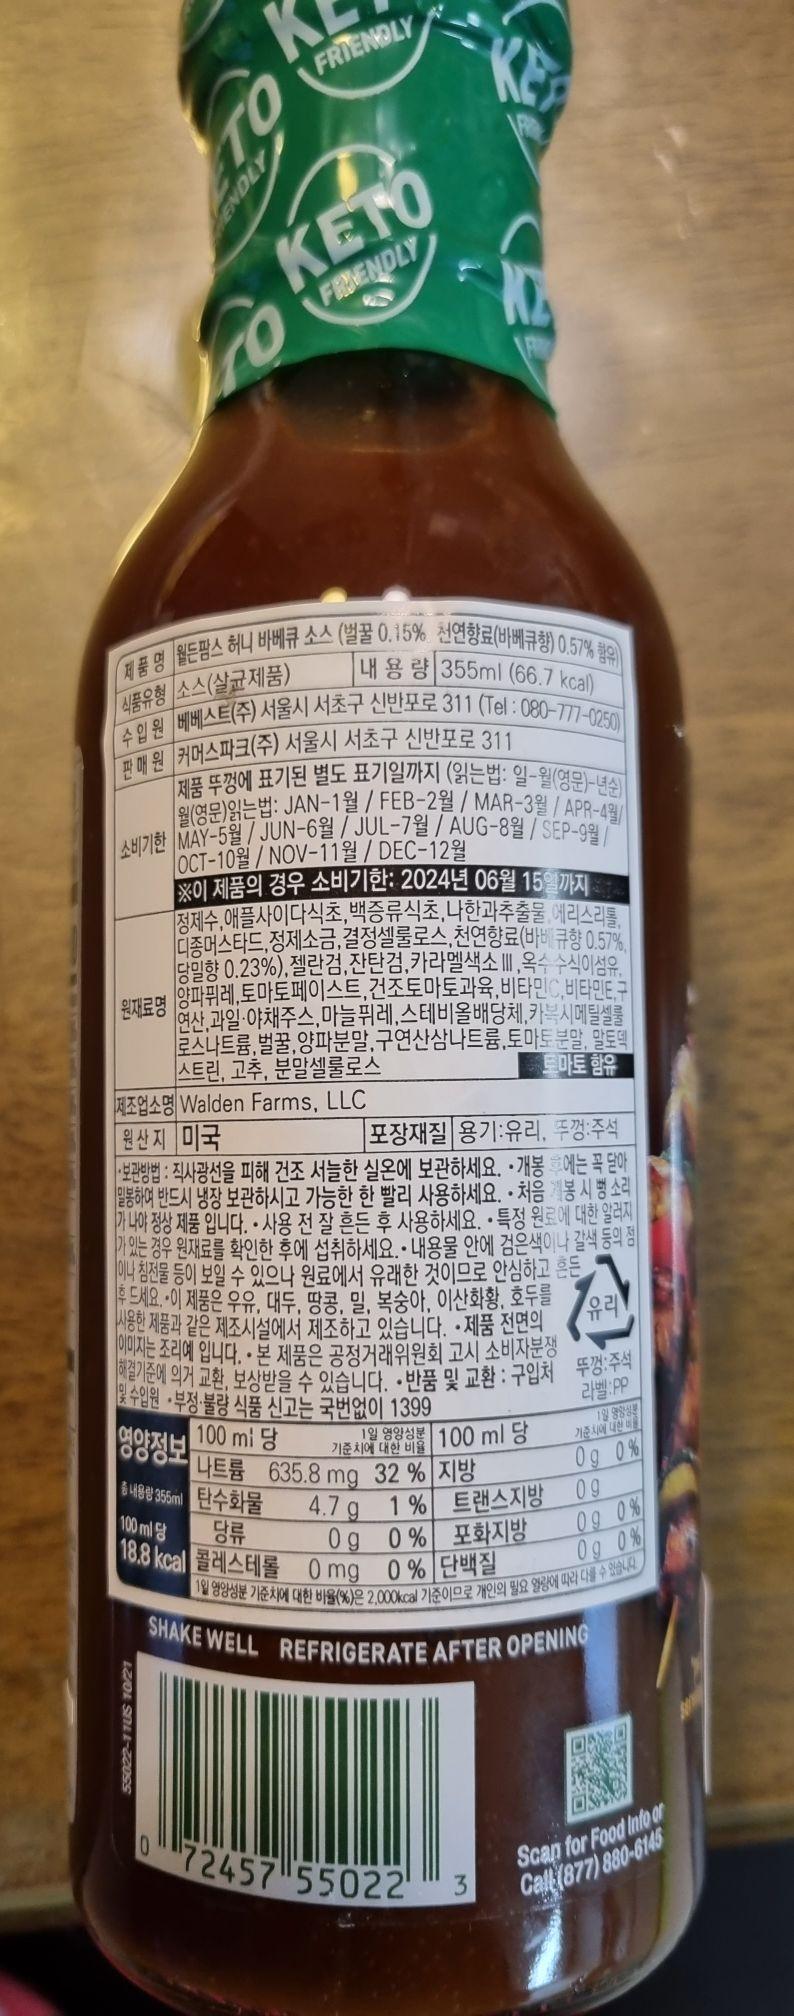 KETO
FRIENDLY
KETO
FRIENDLY
제품명 월든팜스 허니 바베큐 소스 (벌꿀 0.15%, 천연향료(바베큐향) 0.57% 함유)
식품유형 소스(살균제품) 내용량 355ml (66.7 kcal)
수입원 베베스트(주) 서울시 서초구 신반포로 311 (Tel : 080-777-0250)
판매원 커머스파크(주) 서울시 서초구 신반포로 311
소비기한 제품 뚜껑에 표기된 별도 표기일까지 (읽는법: 일-월(영문)-년순)
월(영문)읽는법: JAN-1월 / FEB-2월 / MAR-3월 / APR-4월/
MAY-5월 / JUN-6월 / JUL-7월 / AUG-8월 / SEP-9월 /
OCT-10월 / NOV-11월 / DEC-12월
※이 제품의 경우 소비기한: 2024년 06월 15일까지
원재료명 정제수,애플사이다식초,백증류식초,나한과추출물,에리스리톨,
디종머스타드,정제소금,결정셀룰로스,천연향료(바베큐향 0.57%,
당밀향 0.23%),젤란검,잔탄검,카라멜색소Ⅲ,옥수수식이섬유,
양파퓌레,토마토페이스트,건조토마토과육,비타민C,비타민E,구
연산,과일·야채주스,마늘퓌레,스테비올배당체,카복시메틸셀룰
로스나트륨,벌꿀,양파분말,구연산삼나트륨,토마토분말, 말토덱
스트린, 고추, 분말셀룰로스 토마토 함유
제조업소명 Walden Farms, LLC
원산지 미국 포장재질 용기:유리, 뚜껑:주석
•보관방법 : 직사광선을 피해 건조 서늘한 실온에 보관하세요. •개봉 후에는 꼭 닫아
밀봉하여 반드시 냉장 보관하시고 가능한 한 빨리 사용하세요. •처음 개봉 시 뻥 소리
가 나야 정상 제품 입니다. •사용 전 잘 흔든 후 사용하세요. •특정 원료에 대한 알러지
가 있는 경우 원재료를 확인한 후에 섭취하세요.•내용물 안에 검은색이나 갈색 등의 점
이나 침전물 등이 보일 수 있으나 원료에서 유래한 것이므로 안심하고 흔든
후 드세요.•이 제품은 우유, 대두, 땅콩, 밀, 복숭아, 이산화황, 호두를
사용한 제품과 같은 제조시설에서 제조하고 있습니다. •제품 전면의
이미지는 조리예 입니다.•본 제품은 공정거래위원회 고시 소비자분쟁
해결기준에 의거 교환, 보상받을 수 있습니다. •반품 및 교환 : 구입처
및 수입원 •부정·불량 식품 신고는 국번없이 1399
유리
뚜껑:주석
라벨:PP
영양정보
총 내용량 355ml
100 ml 당
18.8 kcal
100 ml 당 1일 영양성분 기준치에 대한 비율 100 ml 당 1일 영양성분 기준치에 대한 비율
나트륨 635.8 mg 32 % 지방 0 g 0 %
탄수화물 4.7 g 1 % 트랜스지방 0 g
당류 0 g 0 % 포화지방 0 g 0 %
콜레스테롤 0 mg 0 % 단백질 0 g 0 %
1일 영양성분 기준치에 대한 비율(%)은 2,000kcal 기준이므로 개인의 필요 열량에 따라 다를 수 있습니다.
SHAKE WELL REFRIGERATE AFTER OPENING
55022-11US 10/21
0 72457 55022 3
Scan for Food Info or
Call (877) 880-6145